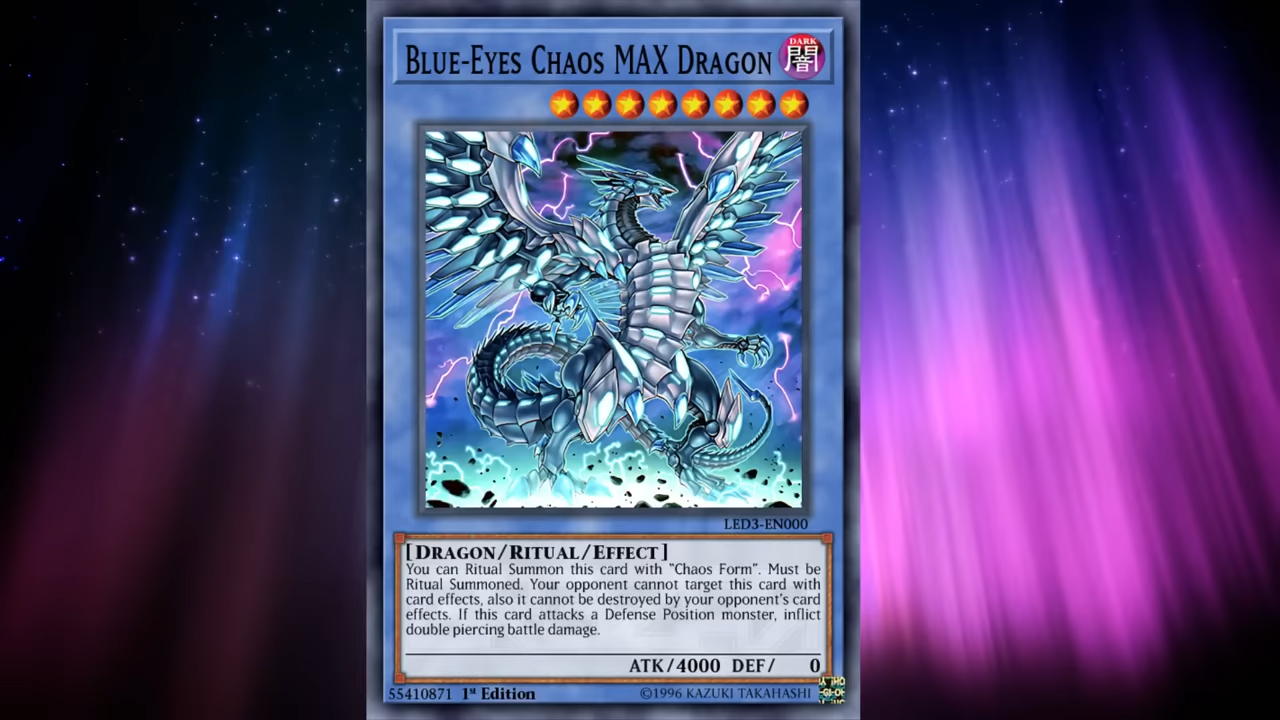 BLUE-EYES CHAOS MAX DRAGON
DARK
闇
LED3-EN000
[DRAGON/RITUAL/EFFECT]
You can Ritual Summon this card with "Chaos Form". Must be
Ritual Summoned. Your opponent cannot target this card with
card effects, also it cannot be destroyed by your opponent's card
effects. If this card attacks a Defense Position monster, inflict
double piercing battle damage.
ATK/4000 DEF/ 0
55410871 1st Edition ©1996 KAZUKI TAKAHASHI